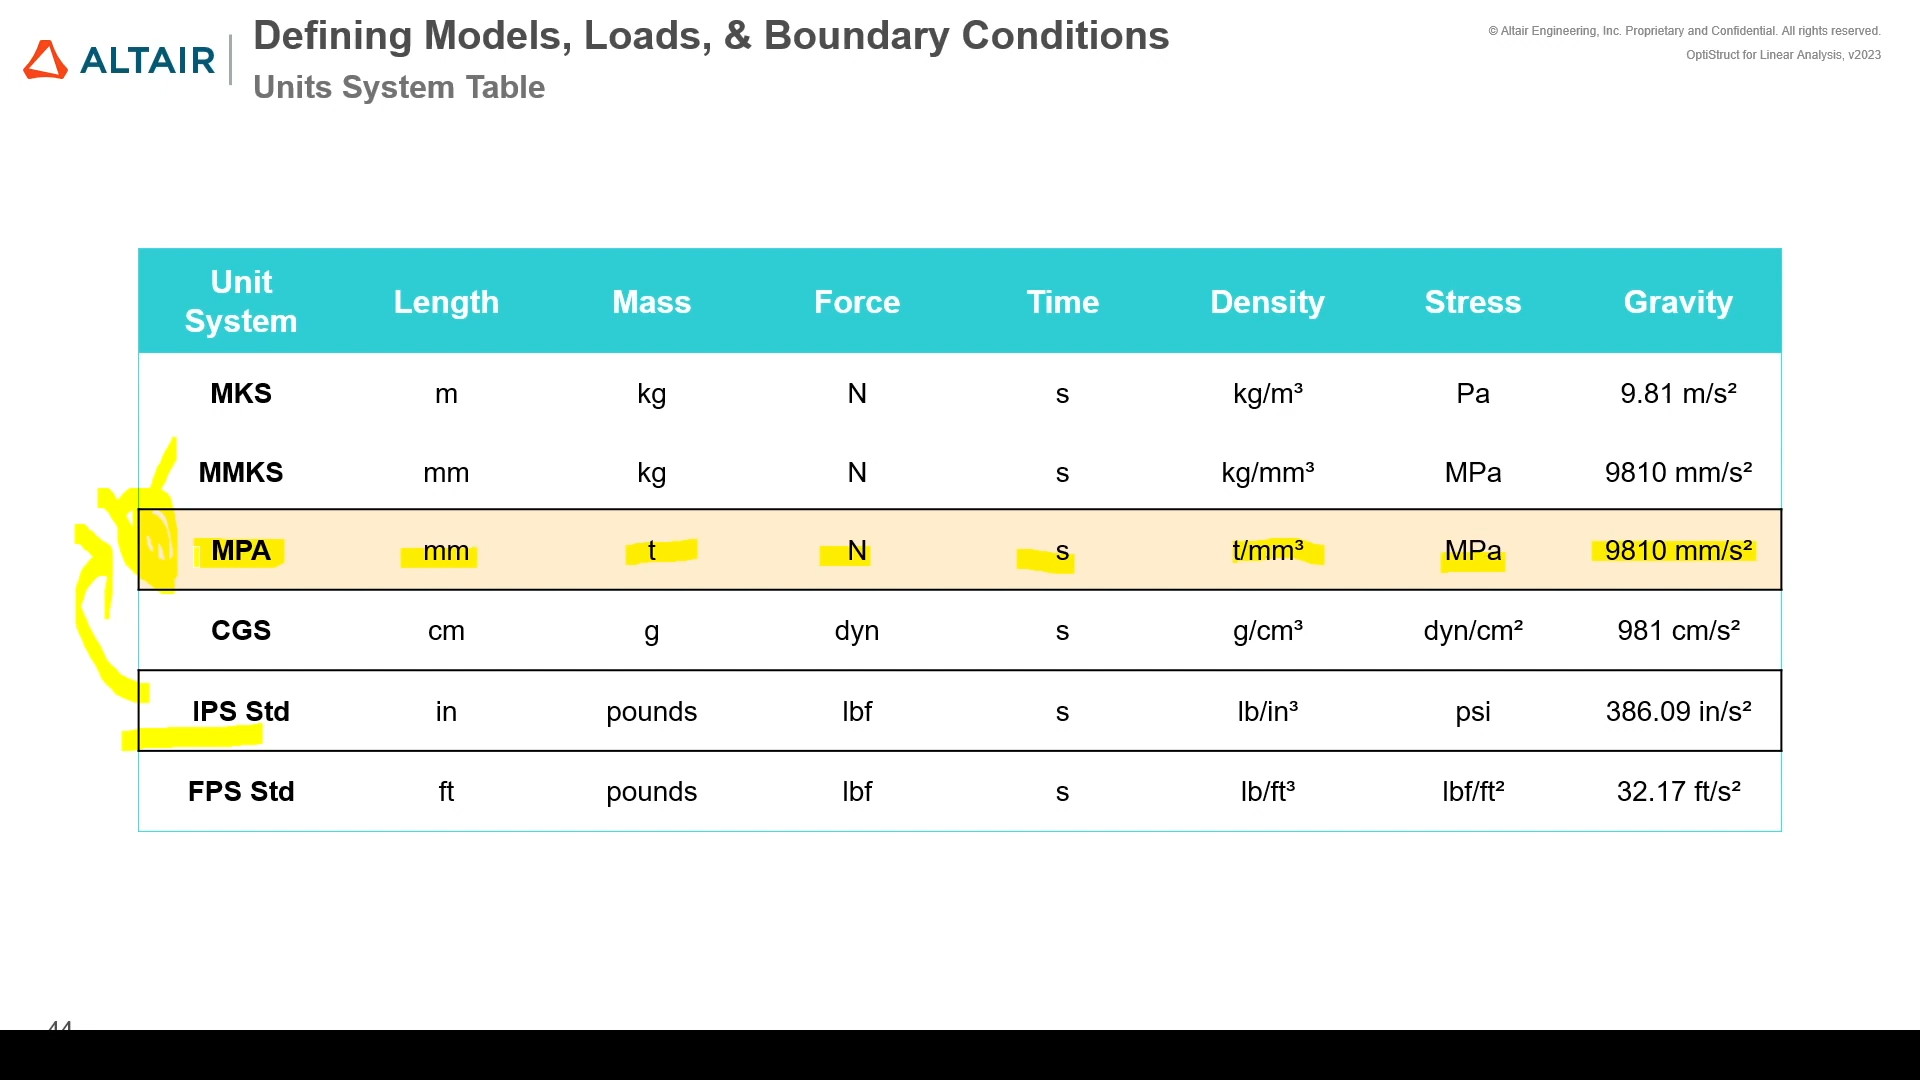 ALTAIR
Defining Models, Loads, & Boundary Conditions
Units System Table
© Altair Engineering, Inc. Proprietary and Confidential. All rights reserved.
OptiStruct for Linear Analysis, v2023
Unit System Length Mass Force Time Density Stress Gravity
MKS m kg N s kg/m³ Pa 9.81 m/s²
MMKS mm kg N s kg/mm³ MPa 9810 mm/s²
MPA mm t N s t/mm³ MPa 9810 mm/s²
CGS cm g dyn s g/cm³ dyn/cm² 981 cm/s²
IPS Std in pounds lbf s lb/in³ psi 386.09 in/s²
FPS Std ft pounds lbf s lb/ft³ lbf/ft² 32.17 ft/s²
44